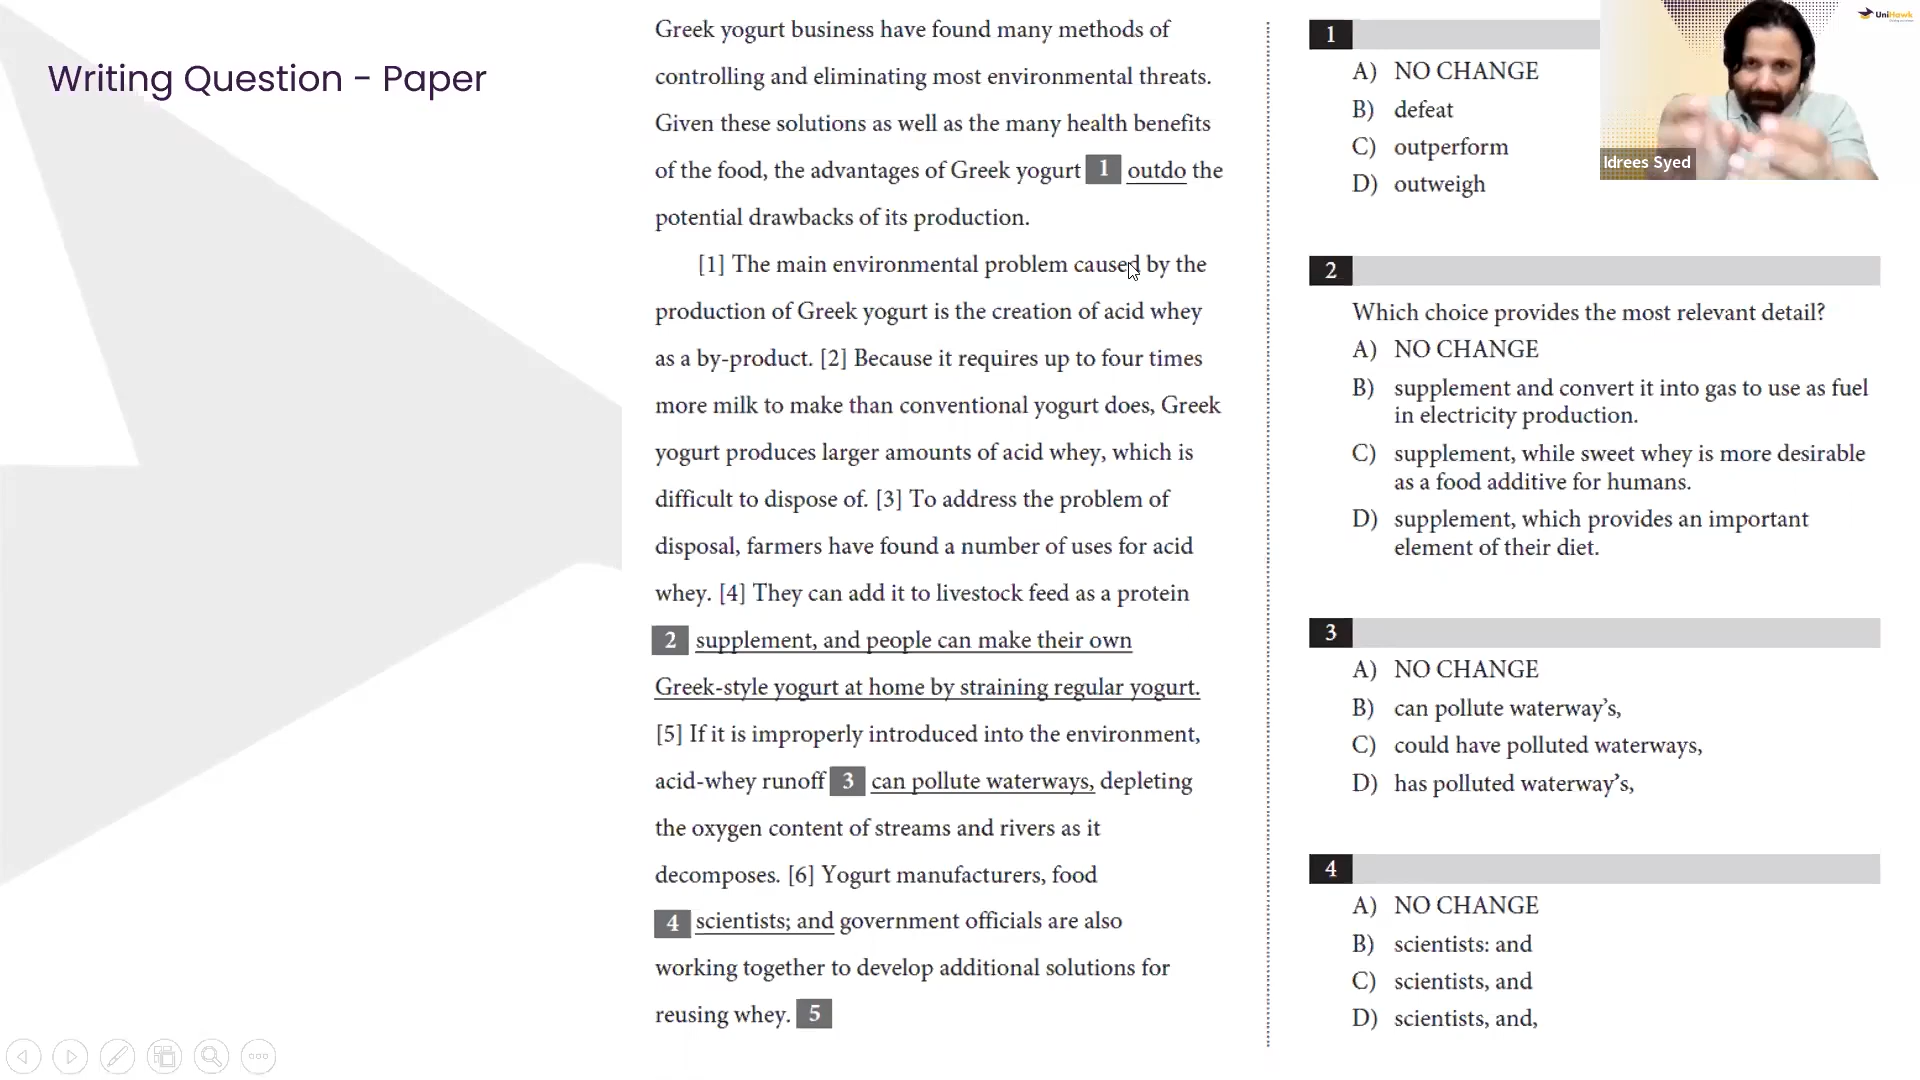 Writing Question - Paper
Greek yogurt business have found many methods of
controlling and eliminating most environmental threats.
Given these solutions as well as the many health benefits
of the food, the advantages of Greek yogurt 1 outdo the
potential drawbacks of its production.
[1] The main environmental problem caused by the
production of Greek yogurt is the creation of acid whey
as a by-product. [2] Because it requires up to four times
more milk to make than conventional yogurt does, Greek
yogurt produces larger amounts of acid whey, which is
difficult to dispose of. [3] To address the problem of
disposal, farmers have found a number of uses for acid
whey. [4] They can add it to livestock feed as a protein
2 supplement, and people can make their own
Greek-style yogurt at home by straining regular yogurt.
[5] If it is improperly introduced into the environment,
acid-whey runoff 3 can pollute waterways, depleting
the oxygen content of streams and rivers as it
decomposes. [6] Yogurt manufacturers, food
4 scientists; and government officials are also
working together to develop additional solutions for
reusing whey. 5
1
A) NO CHANGE
B) defeat
C) outperform
D) outweigh
2
Which choice provides the most relevant detail?
A) NO CHANGE
B) supplement and convert it into gas to use as fuel
in electricity production.
C) supplement, while sweet whey is more desirable
as a food additive for humans.
D) supplement, which provides an important
element of their diet.
3
A) NO CHANGE
B) can pollute waterway’s,
C) could have polluted waterways,
D) has polluted waterway’s,
4
A) NO CHANGE
B) scientists: and
C) scientists, and
D) scientists, and,
Idrees Syed
UniHawk